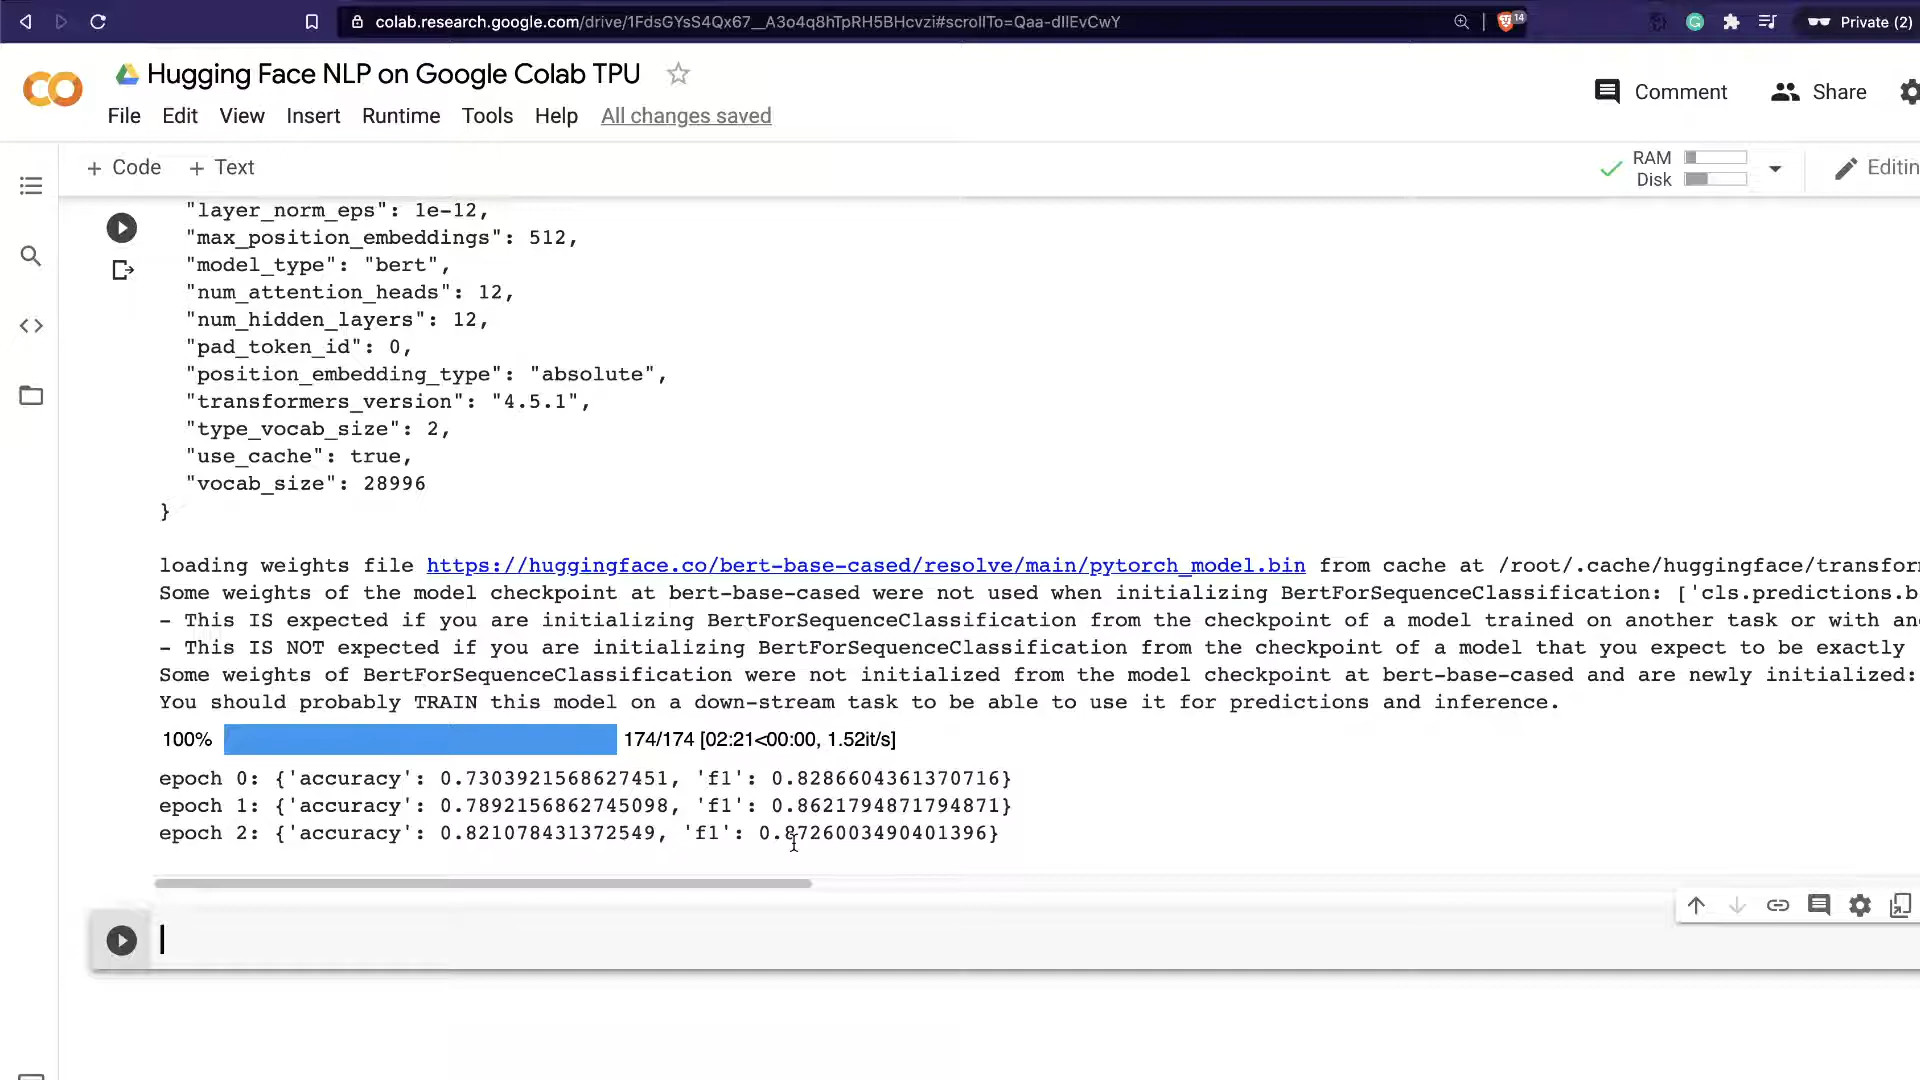 colab.research.google.com/drive/1FdsGYsS4Qx67__A3o4q8hTpRH5BHcvzi#scrollTo=Qaa-dIlEvCwY
14
Private (2)
Hugging Face NLP on Google Colab TPU
Comment
Share
File Edit View Insert Runtime Tools Help All changes saved
+ Code + Text
RAM
Disk
Editin
"layer_norm_eps": 1e-12,
"max_position_embeddings": 512,
"model_type": "bert",
"num_attention_heads": 12,
"num_hidden_layers": 12,
"pad_token_id": 0,
"position_embedding_type": "absolute",
"transformers_version": "4.5.1",
"type_vocab_size": 2,
"use_cache": true,
"vocab_size": 28996
}
loading weights file https://huggingface.co/bert-base-cased/resolve/main/pytorch_model.bin from cache at /root/.cache/huggingface/transfor
Some weights of the model checkpoint at bert-base-cased were not used when initializing BertForSequenceClassification: ['cls.predictions.b
- This IS expected if you are initializing BertForSequenceClassification from the checkpoint of a model trained on another task or with an
- This IS NOT expected if you are initializing BertForSequenceClassification from the checkpoint of a model that you expect to be exactly
Some weights of BertForSequenceClassification were not initialized from the model checkpoint at bert-base-cased and are newly initialized:
You should probably TRAIN this model on a down-stream task to be able to use it for predictions and inference.
100% 174/174 [02:21<00:00, 1.52it/s]
epoch 0: {'accuracy': 0.7303921568627451, 'f1': 0.8286604361370716}
epoch 1: {'accuracy': 0.7892156862745098, 'f1': 0.8621794871794871}
epoch 2: {'accuracy': 0.821078431372549, 'f1': 0.8726003490401396}